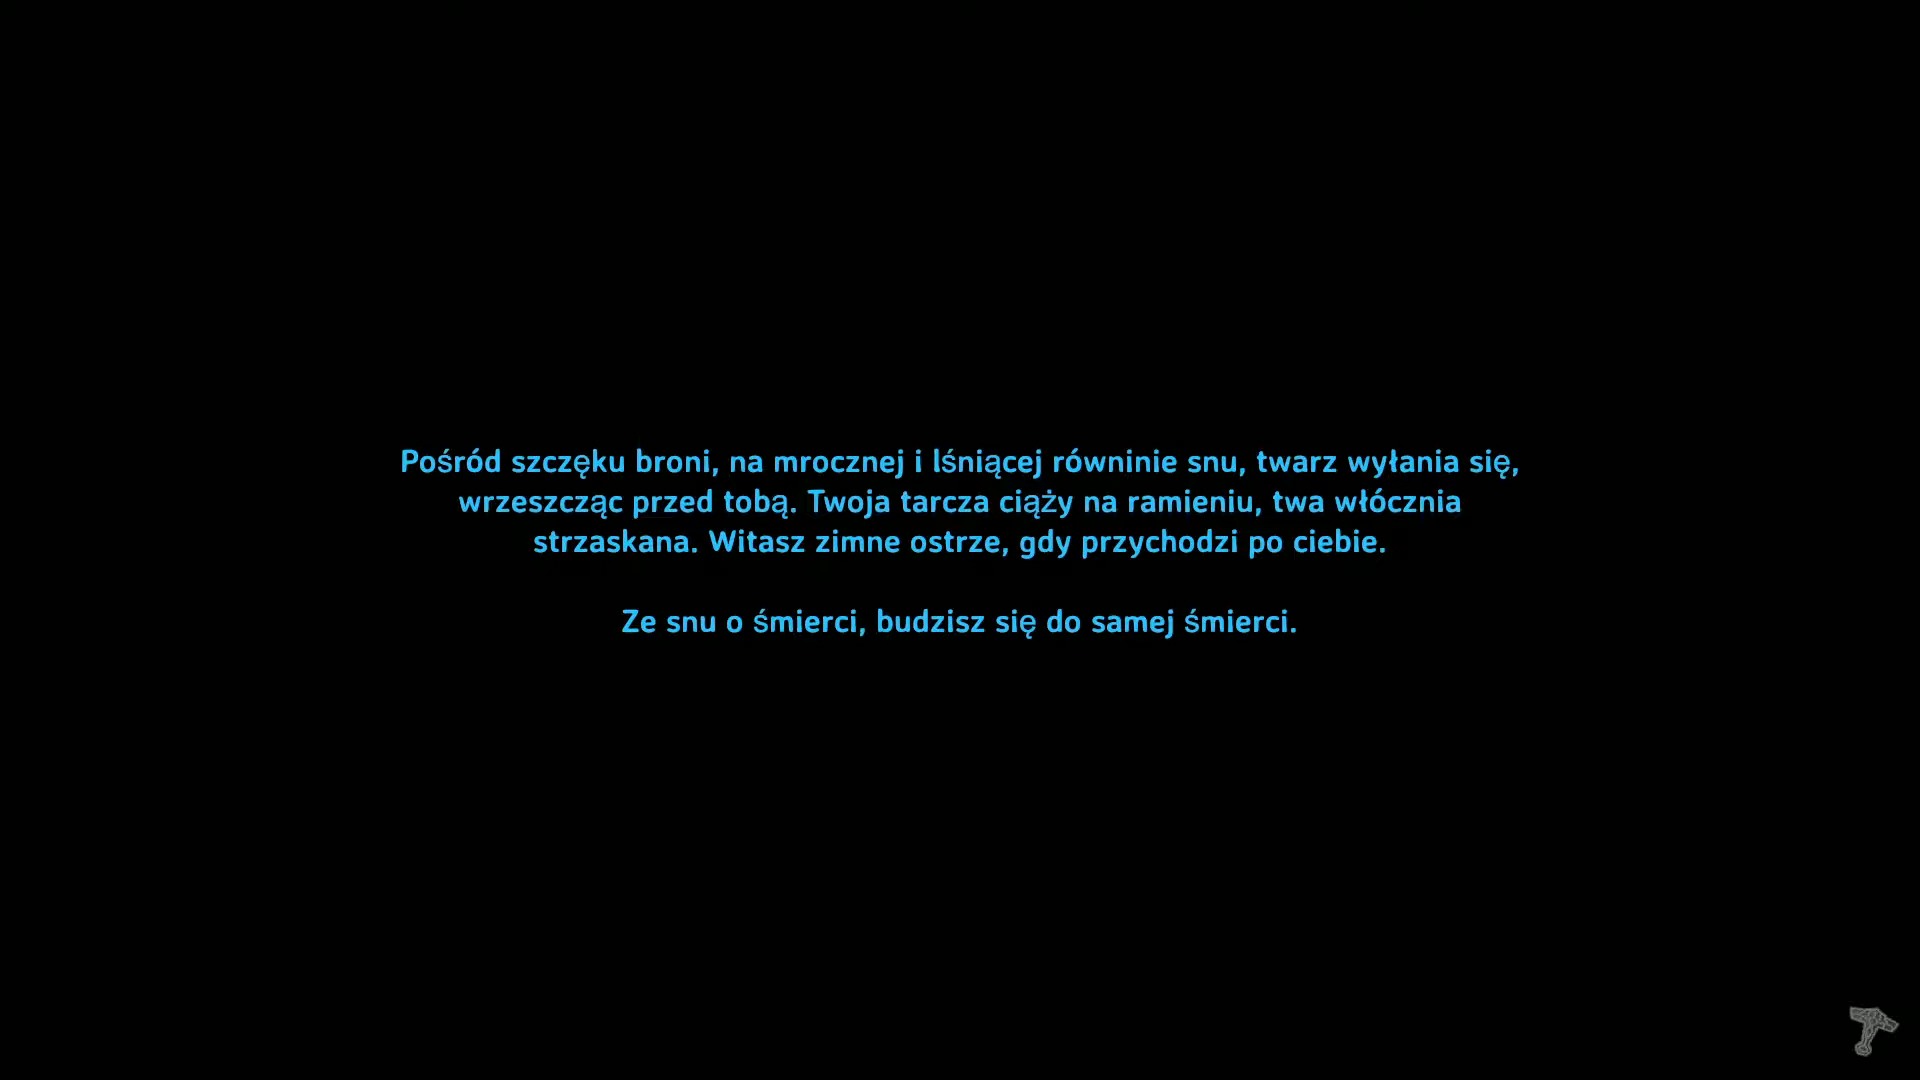 Pośród szczęku broni, na mrocznej i lśniącej równinie snu, twarz wyłania się,
wrzeszcząc przed tobą. Twoja tarcza ciąży na ramieniu, twa włócznia
strzaskana. Witasz zimne ostrze, gdy przychodzi po ciebie.
Ze snu o śmierci, budzisz się do samej śmierci.